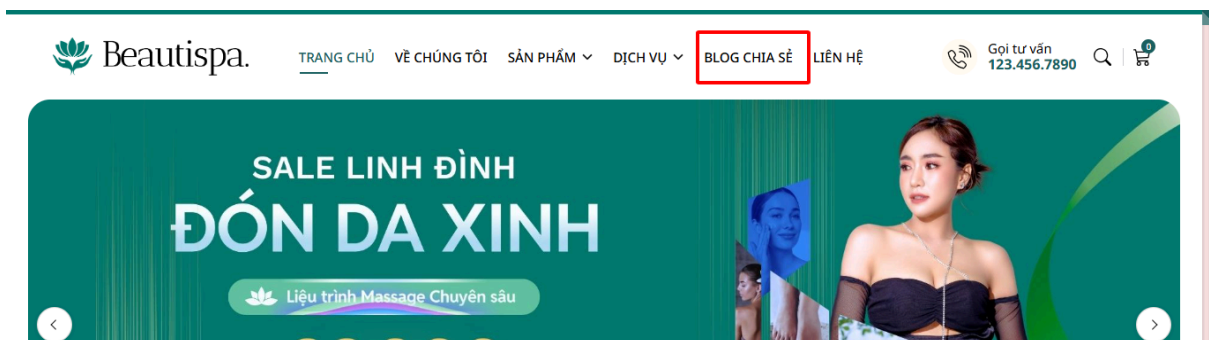 Beautispa.
TRANG CHỦ VỀ CHÚNG TÔI SẢN PHẨM DỊCH VỤ BLOG CHIA SẺ LIÊN HỆ
Gọi tư vấn
123.456.7890
0
SALE LINH ĐÌNH
ĐÓN DA XINH
Liệu trình Massage Chuyên sâu